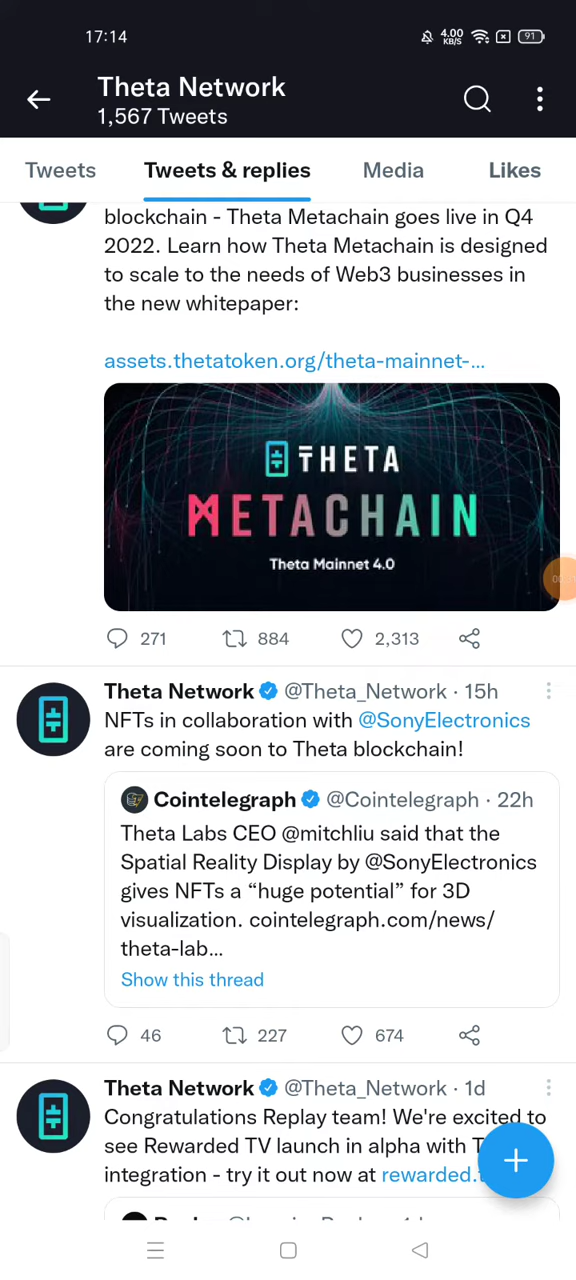 17:14
4.00
KB/S
91
Theta Network
1,567 Tweets
Tweets
Tweets & replies
Media
Likes
blockchain - Theta Metachain goes live in Q4
2022. Learn how Theta Metachain is designed
to scale to the needs of Web3 businesses in
the new whitepaper:
assets.thetatoken.org/theta-mainnet-...
THETA
METACHAIN
Theta Mainnet 4.0
271
884
2,313
Theta Network @Theta_Network · 15h
NFTs in collaboration with @SonyElectronics
are coming soon to Theta blockchain!
Cointelegraph @Cointelegraph · 22h
Theta Labs CEO @mitchliu said that the
Spatial Reality Display by @SonyElectronics
gives NFTs a “huge potential” for 3D
visualization. cointelegraph.com/news/
theta-lab...
Show this thread
46
227
674
Theta Network @Theta_Network · 1d
Congratulations Replay team! We're excited to
see Rewarded TV launch in alpha with
integration - try it out now at rewarded.